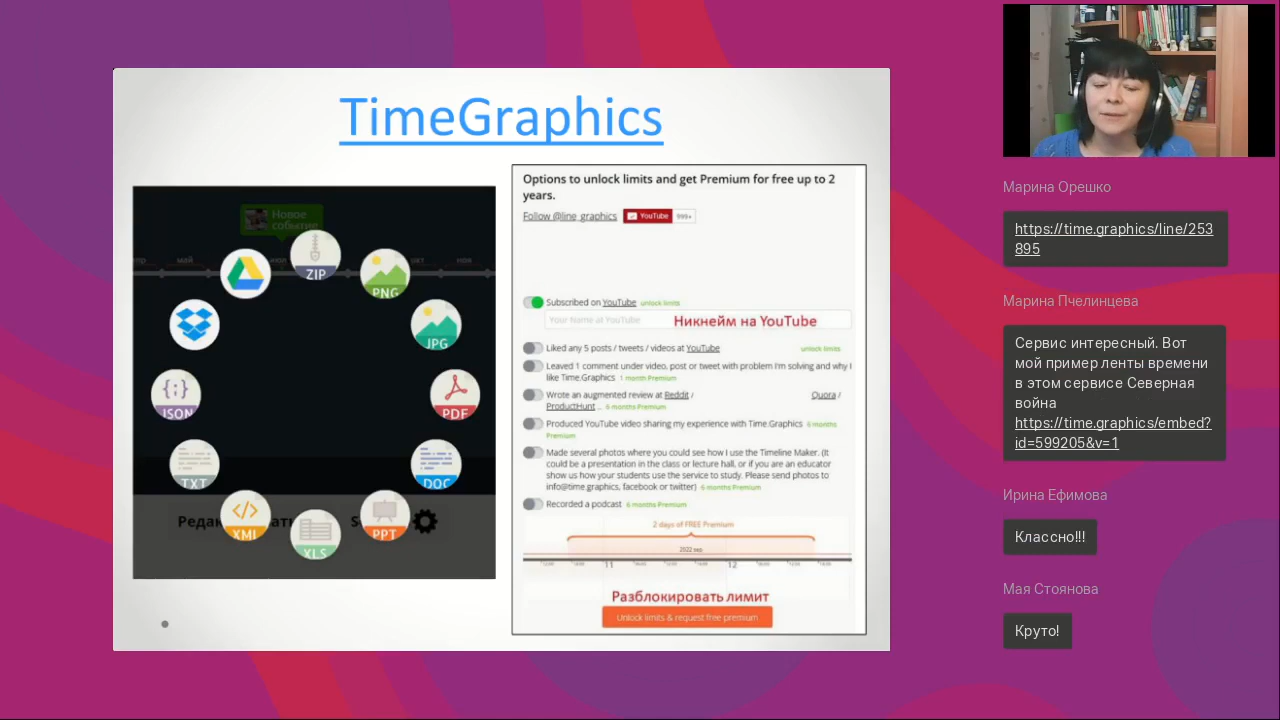 TimeGraphics
Новое
событие
май
июн
окт
ноя
ZIP
PNG
JPG
PDF
DOC
PPT
XLS
XML
TXT
JSON
Options to unlock limits and get Premium for free up to 2
years.
Follow @line_graphics YouTube 999+
Subscribed on YouTube unlock limits
Your Name at YouTube Никнейм на YouTube
Liked any 5 posts / tweets / videos at YouTube unlock limits
Leaved 1 comment under video, post or tweet with problem I'm solving and why I
like Time.Graphics 1 month Premium
Wrote an augmented review at Reddit / Quora /
ProductHunt .. 6 months Premium
Produced YouTube video sharing my experience with Time.Graphics 6 months
Premium
Made several photos where you could see how I use the Timeline Maker. (It
could be a presentation in the class or lecture hall, or if you are an educator
show us how your students use the service to study. Please send photos to
info@time.graphics, facebook or twitter) 6 months Premium
Recorded a podcast 6 months Premium
2 days of FREE Premium
2022 sep
11 12
Разблокировать лимит
Unlock limits & request free premium
Марина Орешко
https://time.graphics/line/253
895
Марина Пчелинцева
Сервис интересный. Вот
мой пример ленты времени
в этом сервисе Северная
война
https://time.graphics/embed?
id=599205&v=1
Ирина Ефимова
Классно!!!
Мая Стоянова
Круто!